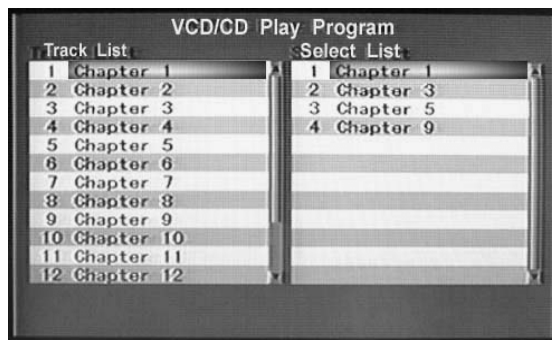 VCD/CD Play Program
Track List
1 Chapter 1
2 Chapter 2
3 Chapter 3
4 Chapter 4
5 Chapter 5
6 Chapter 6
7 Chapter 7
8 Chapter 8
9 Chapter 9
10 Chapter 10
11 Chapter 11
12 Chapter 12
Select List
1 Chapter 1
2 Chapter 3
3 Chapter 5
4 Chapter 9